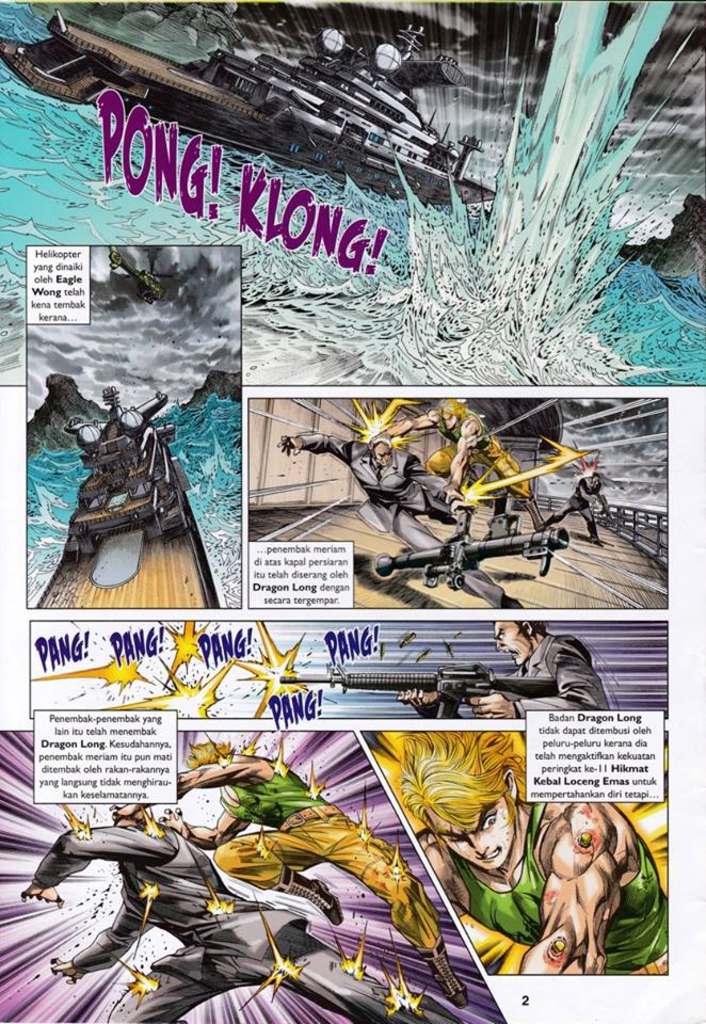 PONG! KLONG!
Helikopter
yang dinaiki
oleh Eagle
Wong telah
kena tembak
kerana...
...penembak meriam
di atas kapal persiaran
itu telah diserang oleh
Dragon Long dengan
secara tergempar.
PANG! PANG! PANG! PANG!
PANG!
Penembak-penembak yang
lain itu telah menembak
Dragon Long. Kesudahannya,
penembak meriam itu pun mati
ditembak oleh rakan-rakannya
yang langsung tidak menghirau-
kan keselamatannya.
Badan Dragon Long
tidak dapat ditembusi oleh
peluru-peluru kerana dia
telah mengaktifkan kekuatan
peringkat ke-11 Hikmat
Kebal Loceng Emas untuk
mempertahankan diri tetapi...
2